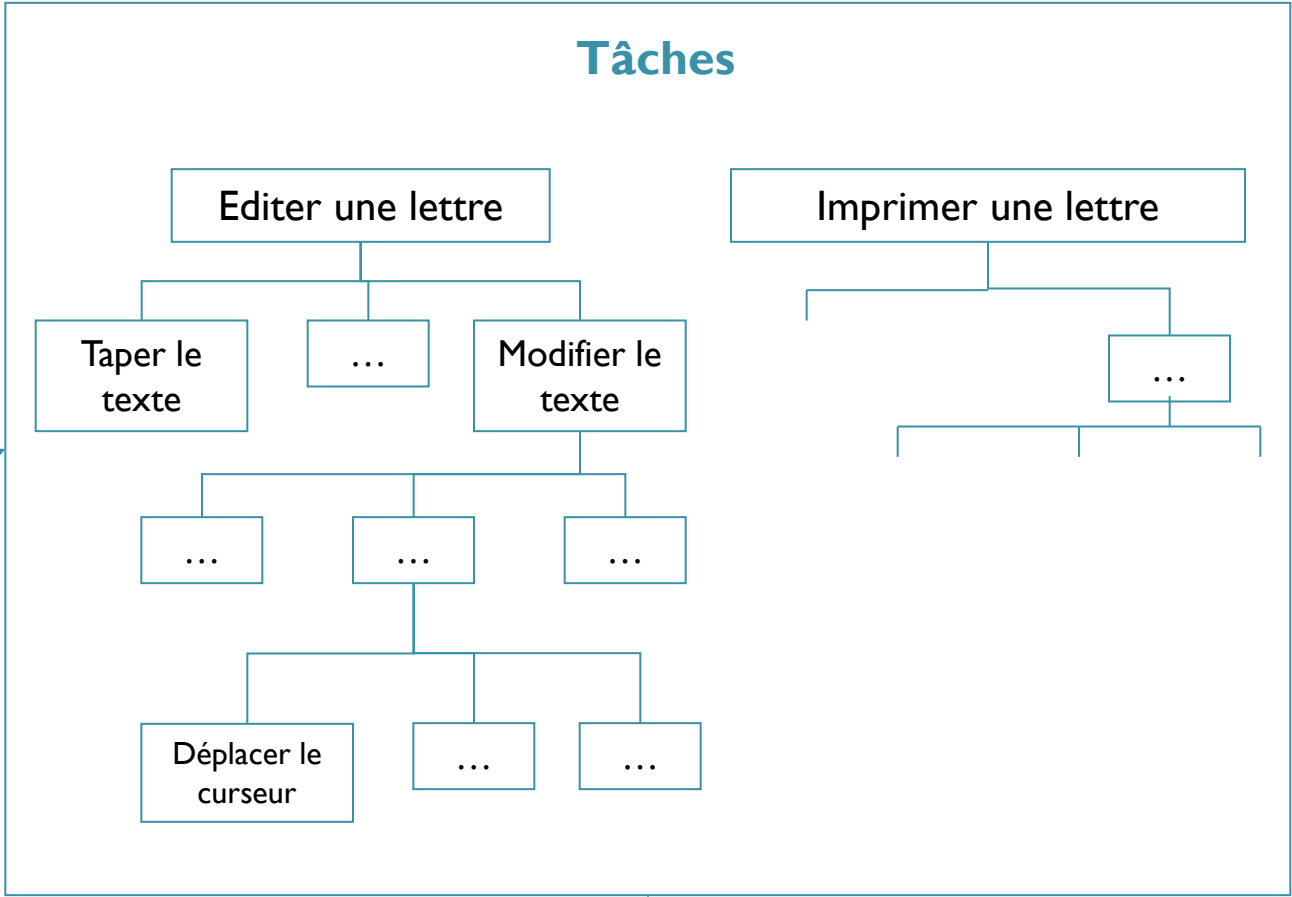 Tâches
Editer une lettre
Imprimer une lettre
Taper le
texte
…
Modifier le
texte
…
…
…
…
Déplacer le
curseur
…
…